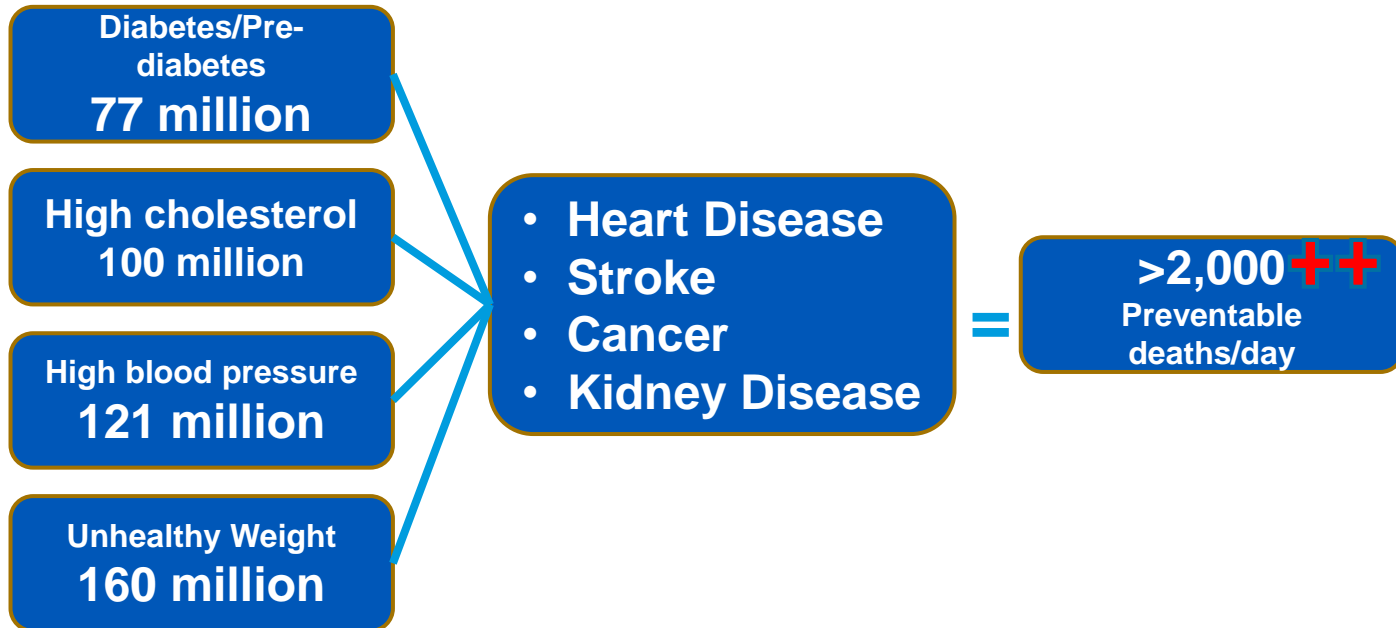 Diabetes/Pre-
diabetes
77 million
High cholesterol
100 million
High blood pressure
121 million
Unhealthy Weight
160 million
• Heart Disease
• Stroke
• Cancer
• Kidney Disease
=
>2,000 ++
Preventable
deaths/day